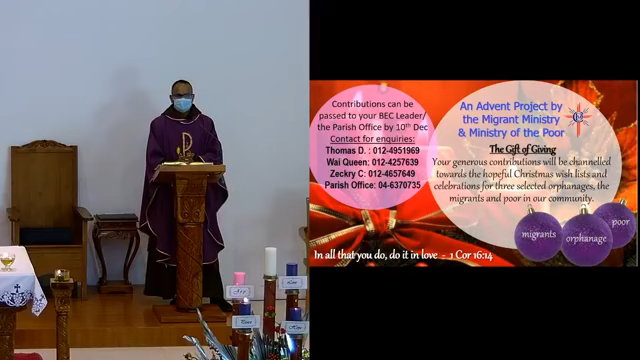 Contributions can be
passed to your BEC Leader/
the Parish Office by 10th Dec
Contact for enquiries:
Thomas D. : 012-4951969
Wai Queen: 012-4257639
Zeckry C: 012-4657649
Parish Office: 04-6370735
An Advent Project by
the Migrant Ministry
& Ministry of the Poor
The Gift of Giving
Your generous contributions will be channelled
towards the hopeful Christmas wish lists and
celebrations for three selected orphanages, the
migrants and poor in our community.
migrants
orphanage
poor
In all that you do, do it in love - 1 Cor 16:14
Joy
Love
Peace
Hope